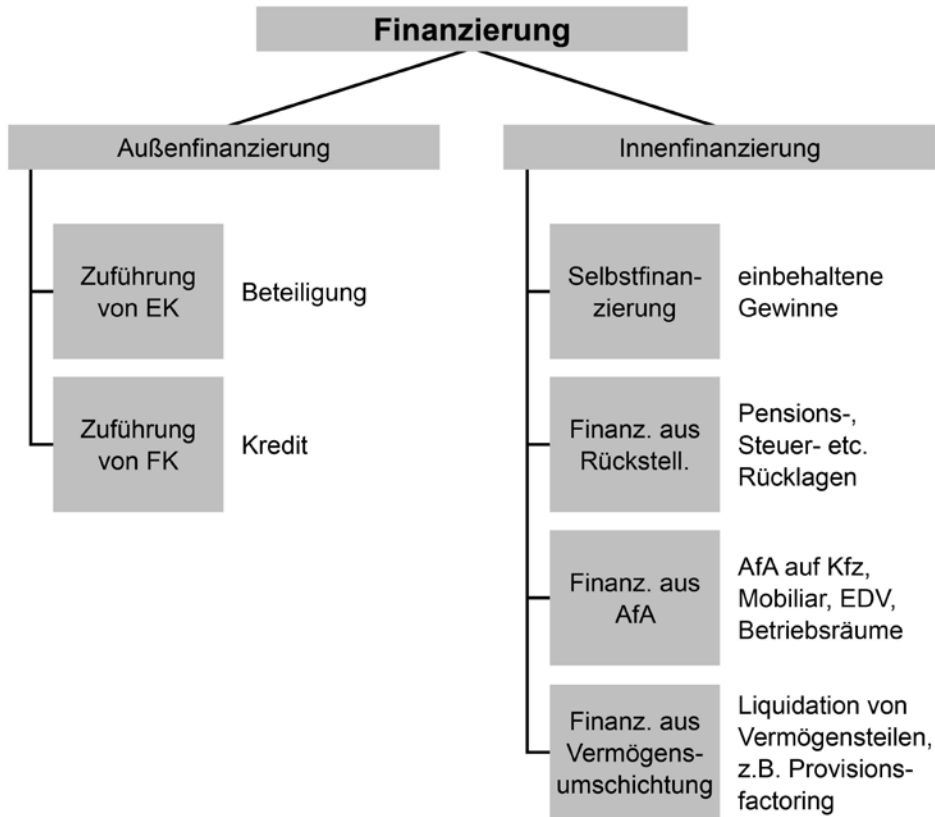 Finanzierung
Außenfinanzierung
Zuführung
von EK
Beteiligung
Zuführung
von FK
Kredit
Innenfinanzierung
Selbstfinan-
zierung
einbehaltene
Gewinne
Finanz. aus
Rückstell.
Pensions-,
Steuer- etc.
Rücklagen
Finanz. aus
AfA
AfA auf Kfz,
Mobiliar, EDV,
Betriebsräume
Finanz. aus
Vermögens-
umschichtung
Liquidation von
Vermögensteilen,
z.B. Provisions-
factoring